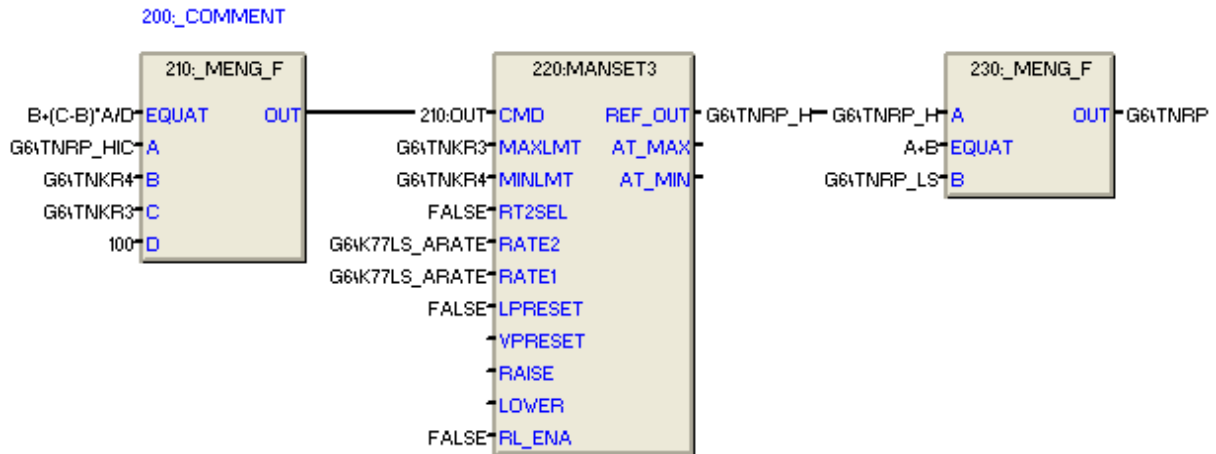 200:_COMMENT
210:_MENG_F
B+(C-B)*A/D EQUAT OUT
G6\TNRP_HIC A
G6\TNKR4 B
G6\TNKR3 C
100 D
220:MANSET3
210:OUT CMD REF_OUT G6\TNRP_H
G6\TNKR3 MAXLMT AT_MAX
G6\TNKR4 MINLMT AT_MIN
FALSE RT2SEL
G6\K77LS_ARATE RATE2
G6\K77LS_ARATE RATE1
FALSE LPRESET
VPRESET
RAISE
LOWER
FALSE RL_ENA
230:_MENG_F
G6\TNRP_H A OUT G6\TNRP
A+B EQUAT
G6\TNRP_LS B